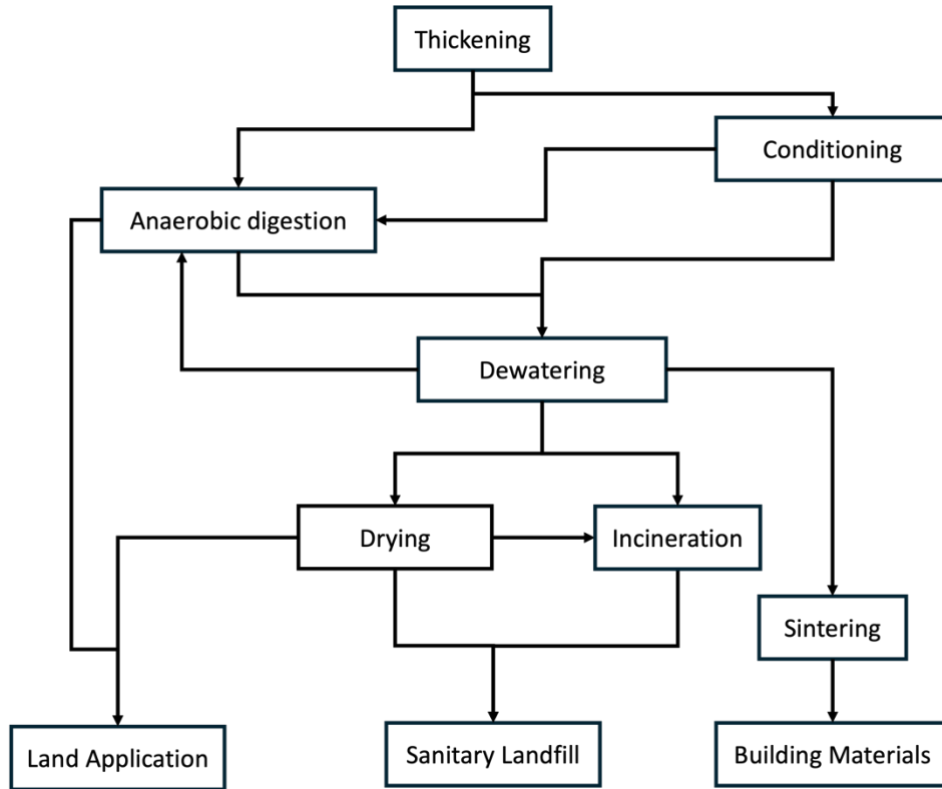 Thickening
Conditioning
Anaerobic digestion
Dewatering
Drying
Incineration
Sintering
Land Application
Sanitary Landfill
Building Materials